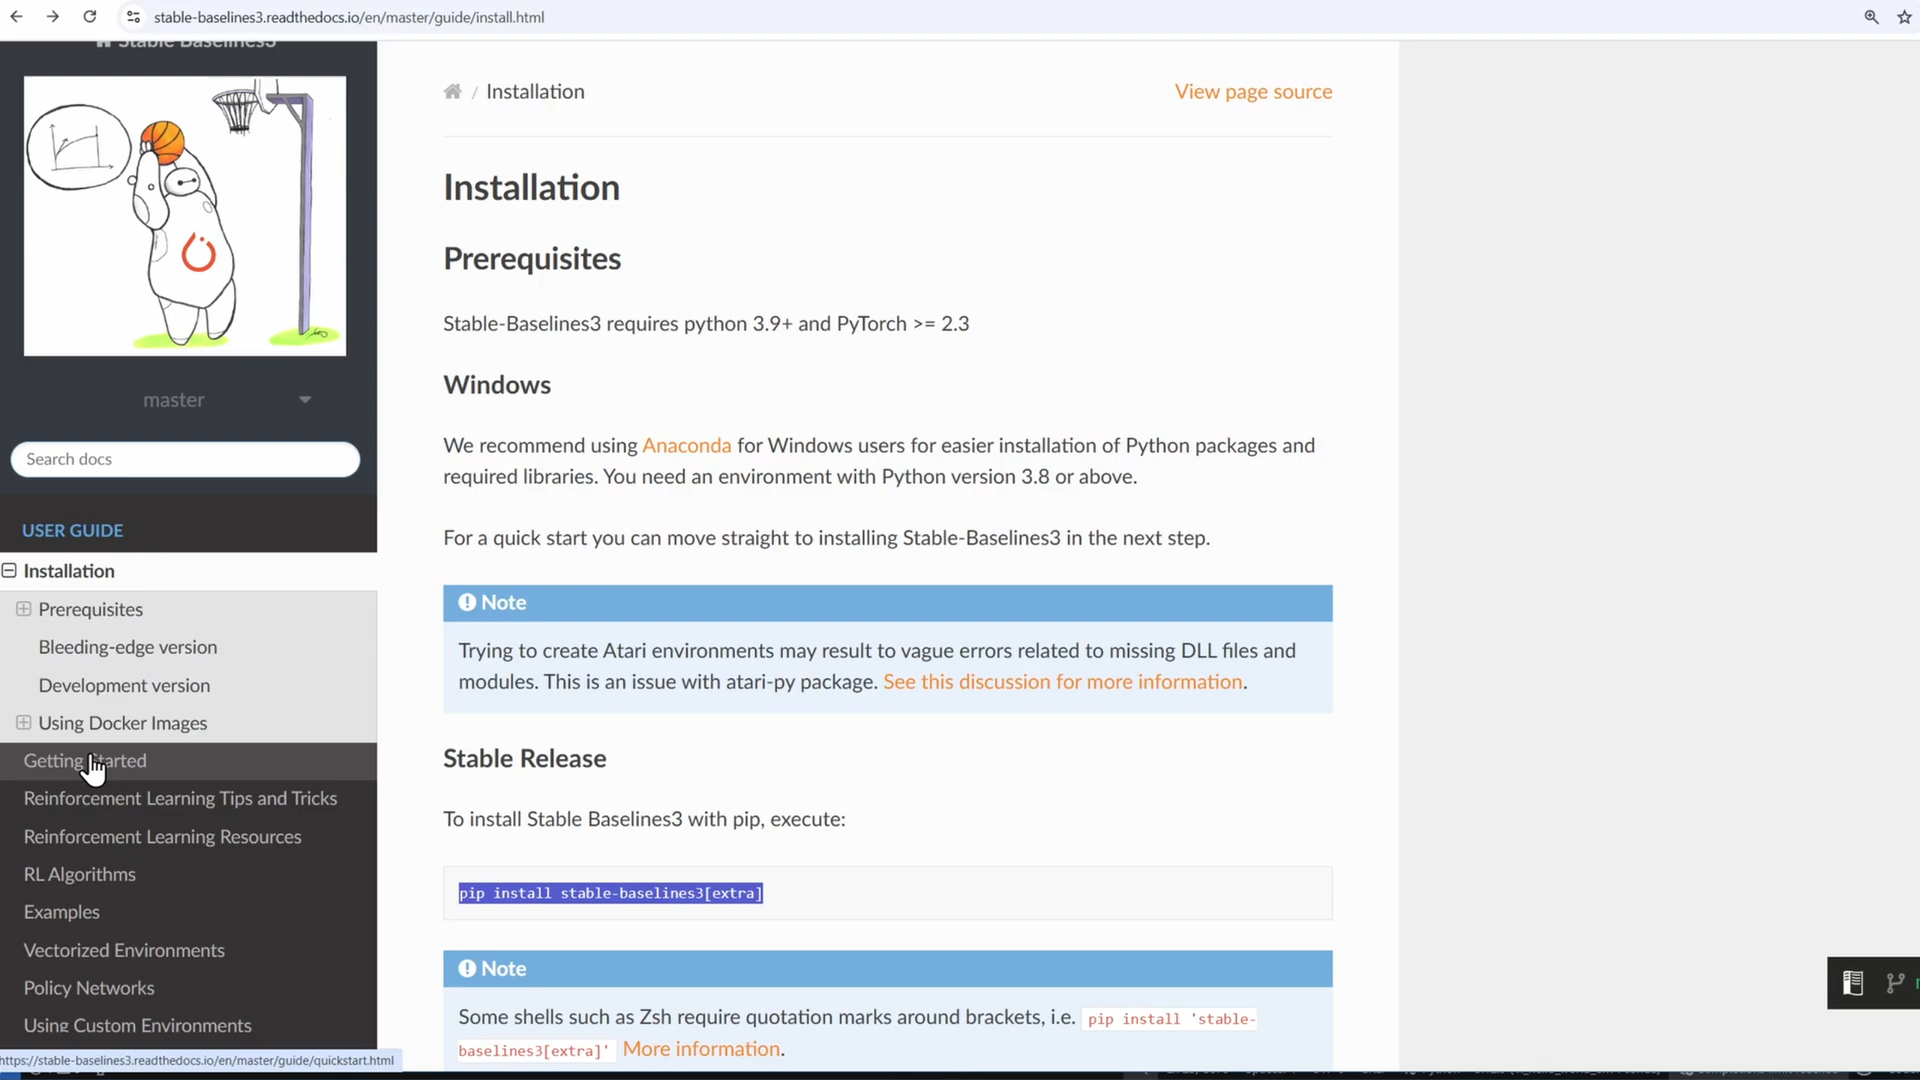 stable-baselines3.readthedocs.io/en/master/guide/install.html
Stable Baselines3
master
Search docs
USER GUIDE
Installation
Prerequisites
Bleeding-edge version
Development version
Using Docker Images
Getting Started
Reinforcement Learning Tips and Tricks
Reinforcement Learning Resources
RL Algorithms
Examples
Vectorized Environments
Policy Networks
Using Custom Environments
https://stable-baselines3.readthedocs.io/en/master/guide/quickstart.html
/ Installation
View page source
Installation
Prerequisites
Stable-Baselines3 requires python 3.9+ and PyTorch >= 2.3
Windows
We recommend using Anaconda for Windows users for easier installation of Python packages and
required libraries. You need an environment with Python version 3.8 or above.
For a quick start you can move straight to installing Stable-Baselines3 in the next step.
Note
Trying to create Atari environments may result to vague errors related to missing DLL files and
modules. This is an issue with atari-py package. See this discussion for more information.
Stable Release
To install Stable Baselines3 with pip, execute:
pip install stable-baselines3[extra]
Note
Some shells such as Zsh require quotation marks around brackets, i.e. pip install 'stable-
baselines3[extra]' More information.